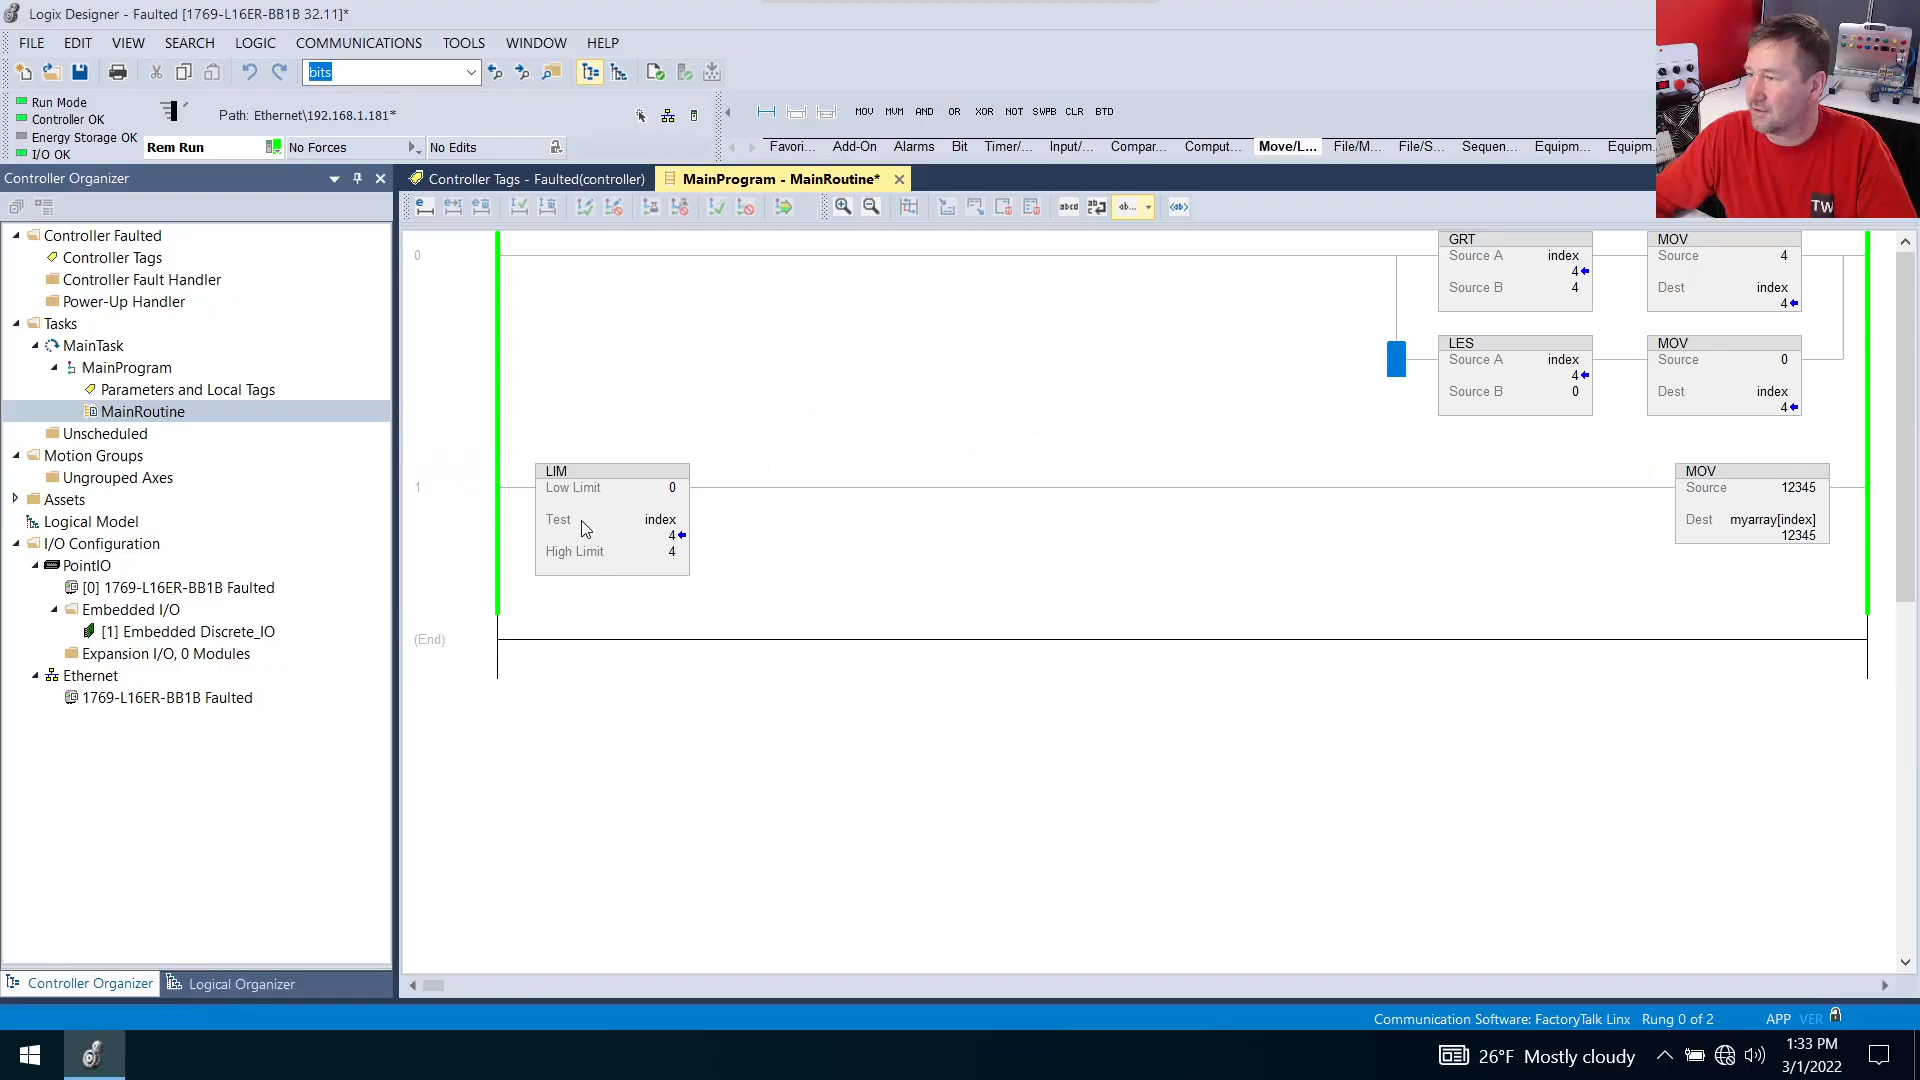 Logix Designer - Faulted [1769-L16ER-BB1B 32.11]*
FILE EDIT VIEW SEARCH LOGIC COMMUNICATIONS TOOLS WINDOW HELP
bits
Run Mode
Controller OK
Energy Storage OK
I/O OK
Path: Ethernet\192.168.1.181*
Rem Run No Forces No Edits
MOV MVM AND OR XOR NOT SWPB CLR BTD
Favori... Add-On Alarms Bit Timer/... Input/... Compar... Comput... Move/L... File/M... File/S... Sequen... Equipm... Equipm
TW
Controller Organizer
Controller Tags - Faulted(controller) MainProgram - MainRoutine*
Controller Faulted
Controller Tags
Controller Fault Handler
Power-Up Handler
Tasks
MainTask
MainProgram
Parameters and Local Tags
MainRoutine
Unscheduled
Motion Groups
Ungrouped Axes
Assets
Logical Model
I/O Configuration
PointIO
[0] 1769-L16ER-BB1B Faulted
Embedded I/O
[1] Embedded Discrete_IO
Expansion I/O, 0 Modules
Ethernet
1769-L16ER-BB1B Faulted
Controller Organizer Logical Organizer
0
GRT
Source A index
4
Source B 4
MOV
Source 4
Dest index
4
LES
Source A index
4
Source B 0
MOV
Source 0
Dest index
4
1
LIM
Low Limit 0
Test index
4
High Limit 4
MOV
Source 12345
Dest myarray[index]
12345
(End)
Communication Software: FactoryTalk Linx Rung 0 of 2 APP VER
26°F Mostly cloudy
1:33 PM
3/1/2022